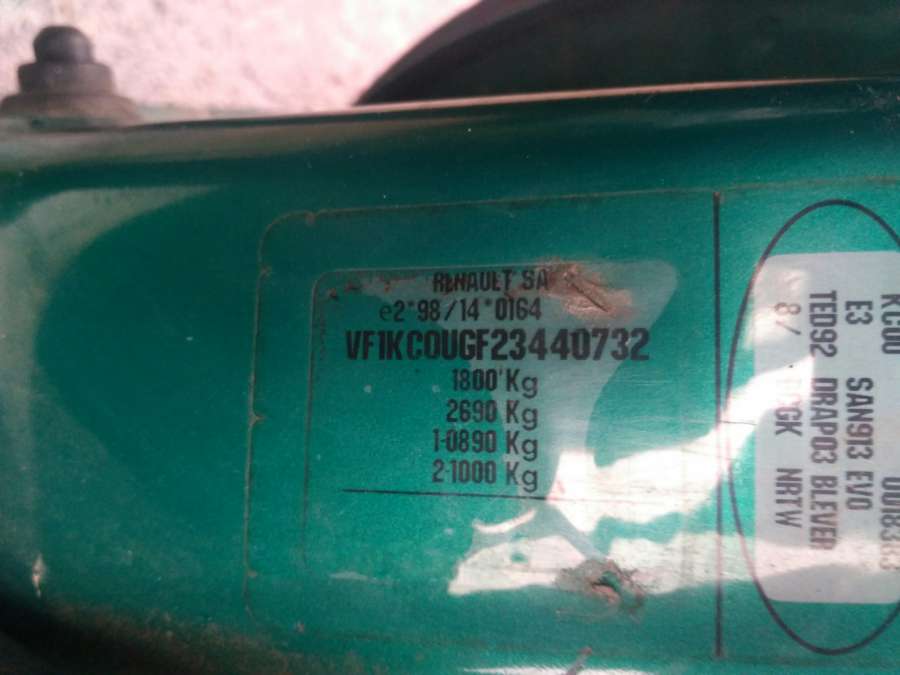 RENAULT SA
e2*98/14*0164
VF1KC0UGF23440732
1800 Kg
2690 Kg
1-0890 Kg
2-1000 Kg
KC00
E3 SAN913 EVO
TED92 DRAP03 BLEVER
8/ NRTW